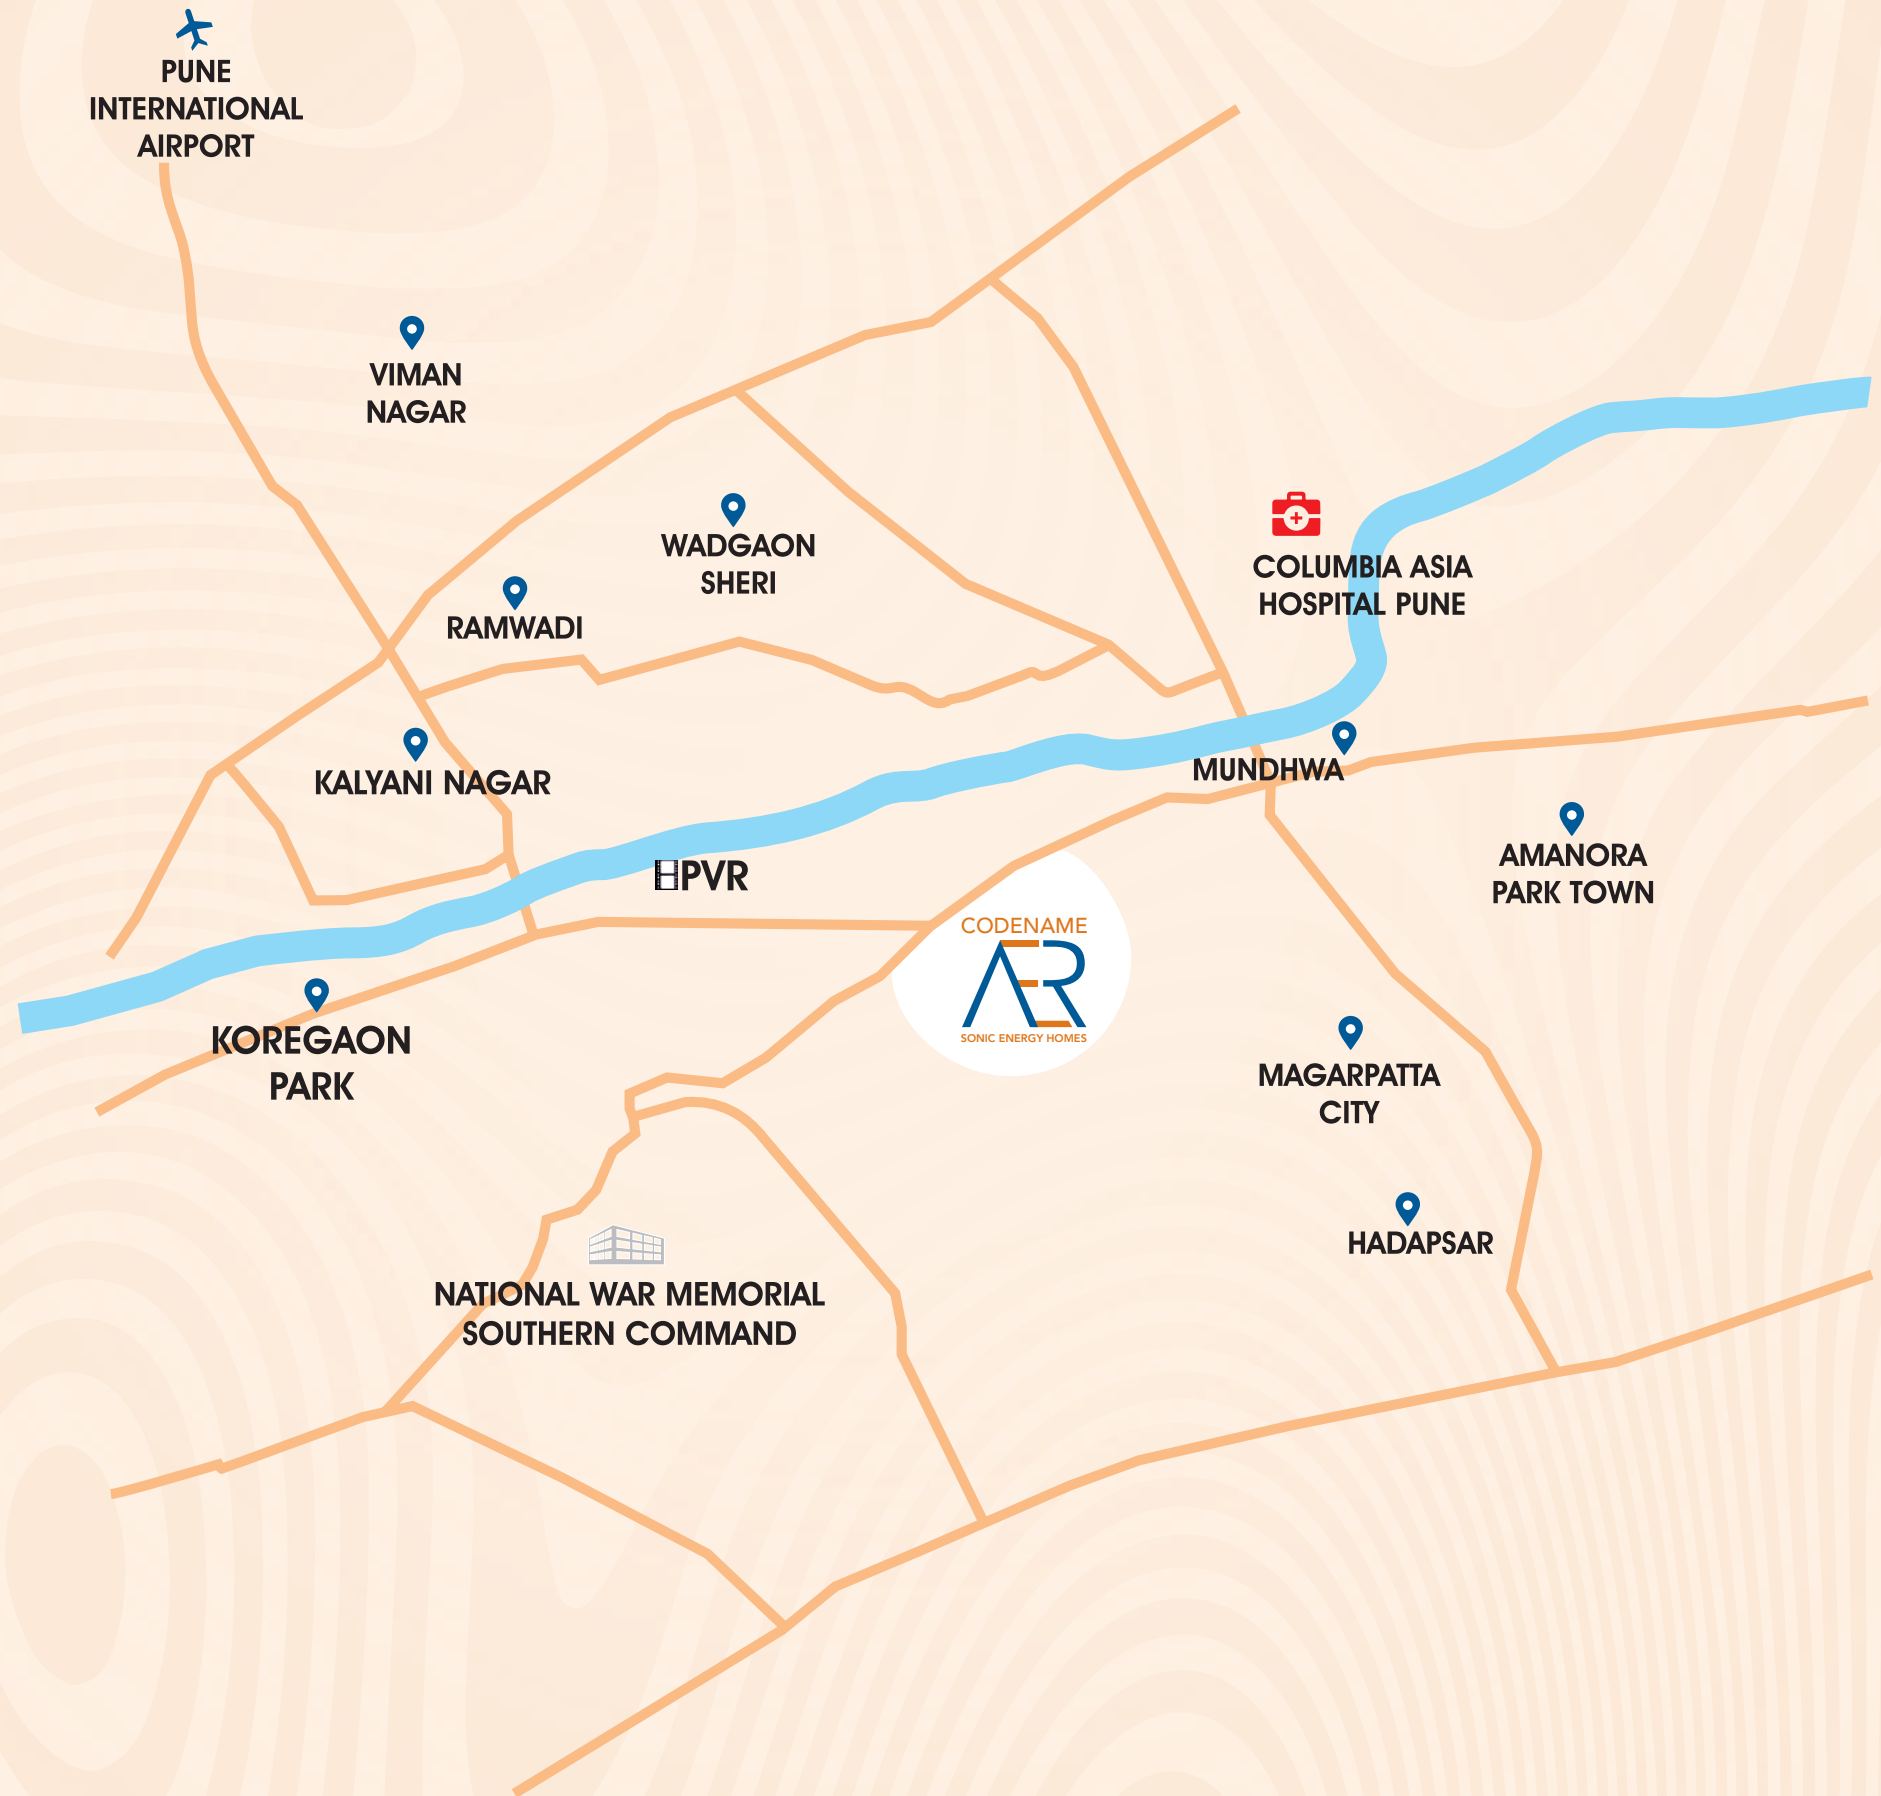 PUNE
INTERNATIONAL
AIRPORT
VIMAN
NAGAR
WADGAON
SHERI
RAMWADI
COLUMBIA ASIA
HOSPITAL PUNE
KALYANI NAGAR
MUNDHWA
PVR
AMANORA
PARK TOWN
CODENAME
AER
SONIC ENERGY HOMES
KOREGAON
PARK
MAGARPATTA
CITY
HADAPSAR
NATIONAL WAR MEMORIAL
SOUTHERN COMMAND